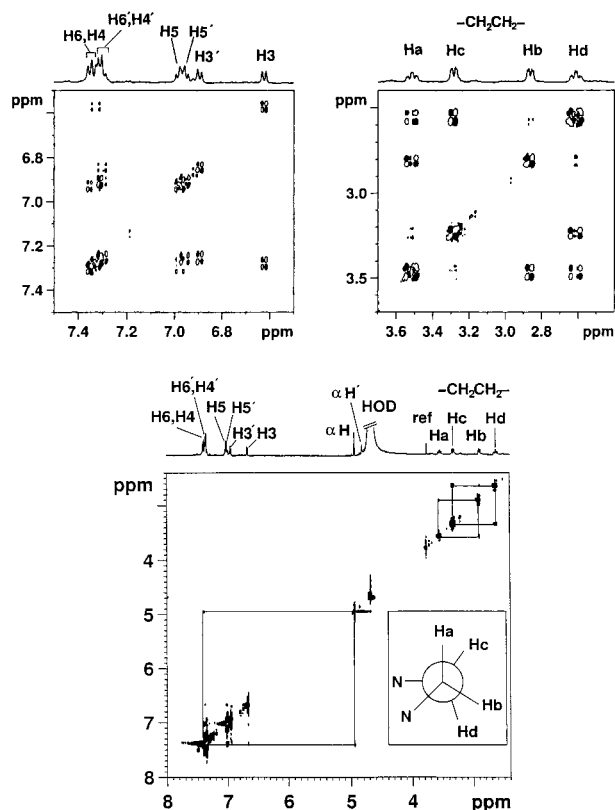 H6,H4
H6´,H4´
H5
H5´
H3´
H3
ppm
6.8
7.0
7.2
7.4
7.4
7.2
7.0
6.8
ppm
–CH2CH2–
Ha
Hc
Hb
Hd
ppm
3.0
3.5
3.6
3.4
3.2
3.0
2.8
2.6
ppm
H6´,H4´
H6,H4
H5
H5´
H3´
H3
α H
α H´
HOD
ref
–CH2CH2–
Ha
Hc
Hb
Hd
ppm
4
5
6
7
8
8
7
6
5
4
ppm
Ha
Hc
N
N
Hb
Hd